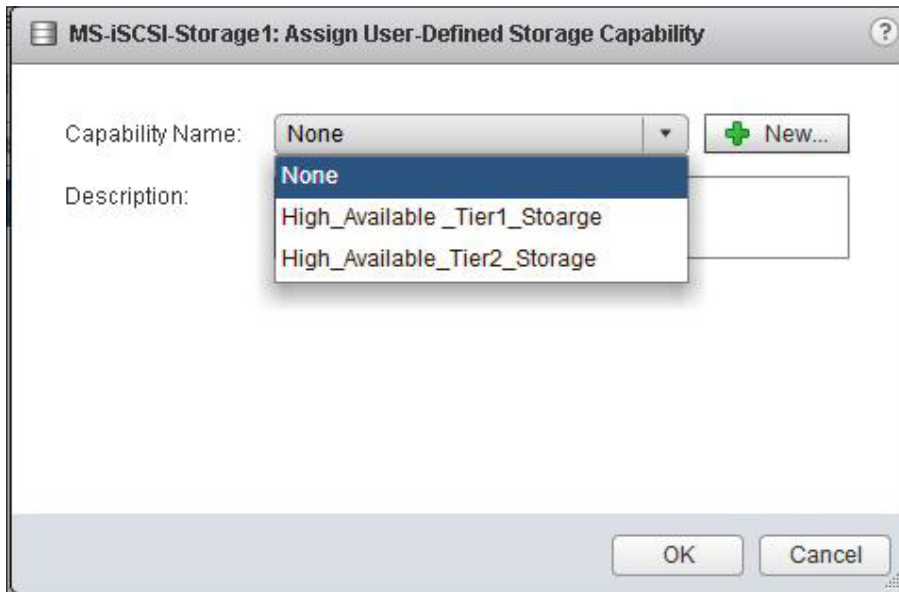 MS-iSCSI-Storage1: Assign User-Defined Storage Capability ?
Capability Name: None New...
None
Description:
High_Available _Tier1_Stoarge
High_Available_Tier2_Storage
OK Cancel